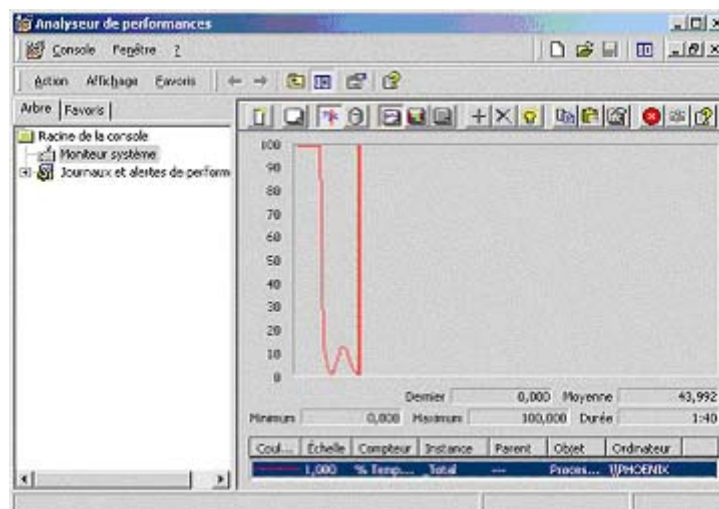 Analyseur de performances
Console Fenêtre ?
Action Affichage Favoris
Arbre Favoris
Racine de la console
Moniteur système
Journaux et alertes de perform
100
90
80
70
60
50
40
30
20
10
0
Dernier 0,000 Moyenne 43,992
Minimum 0,000 Maximum 100,000 Durée 1:40
Coul... Échelle Compteur Instance Parent Objet Ordinateur
1,000 % Temp... _Total --- Proces... \\PHOENIX